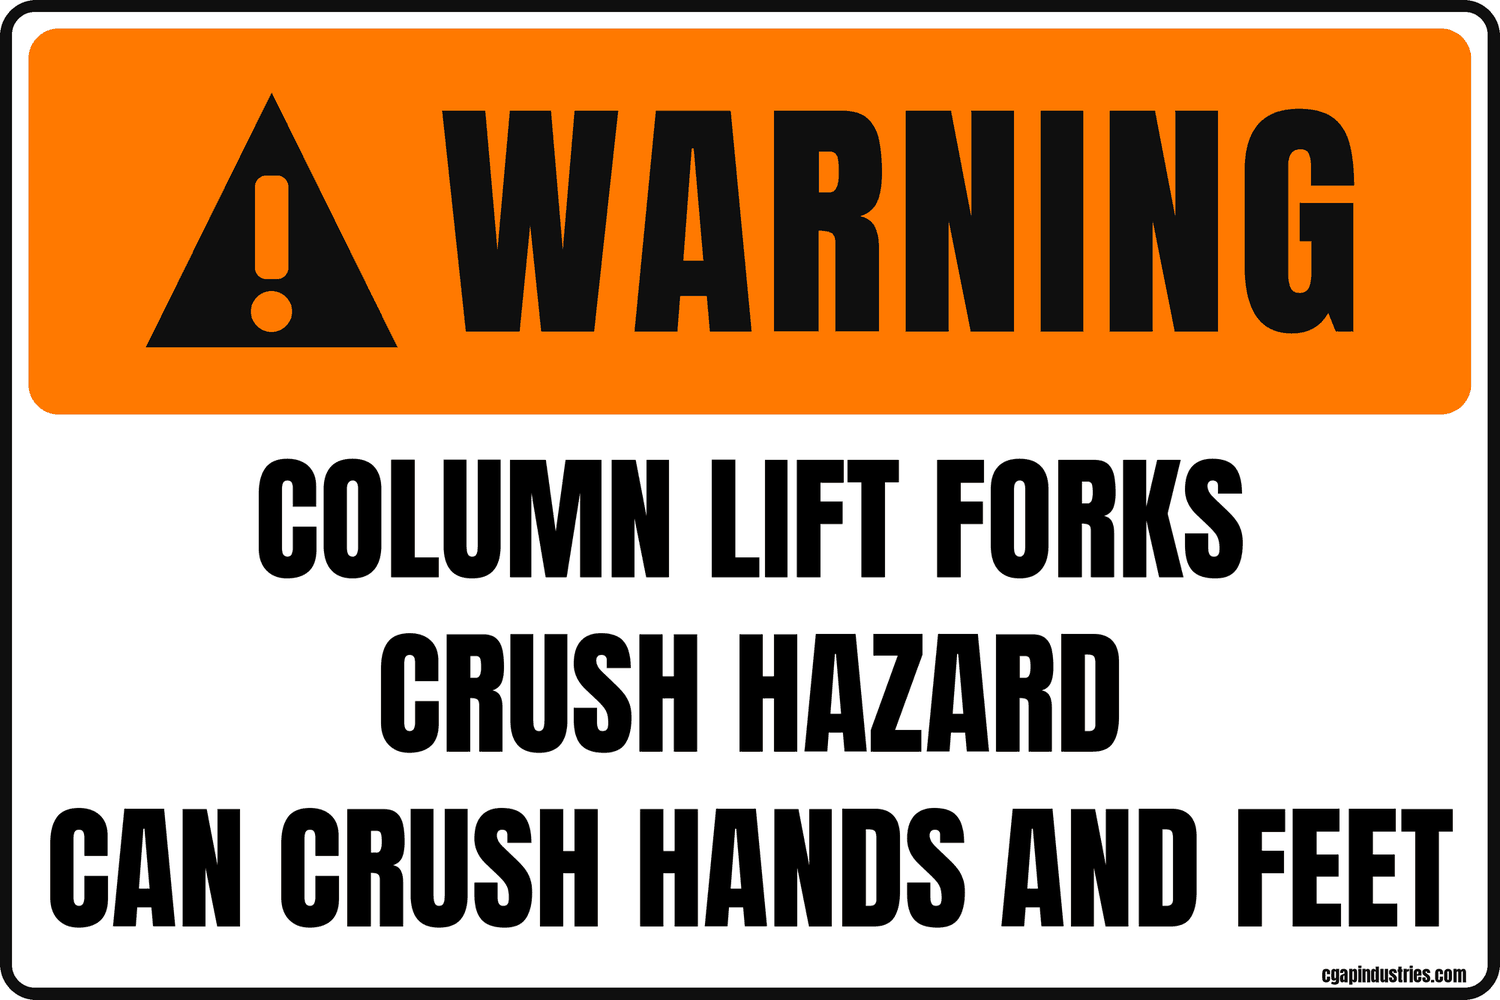 WARNING
COLUMN LIFT FORKS
CRUSH HAZARD
CAN CRUSH HANDS AND FEET
cgapindustries.com